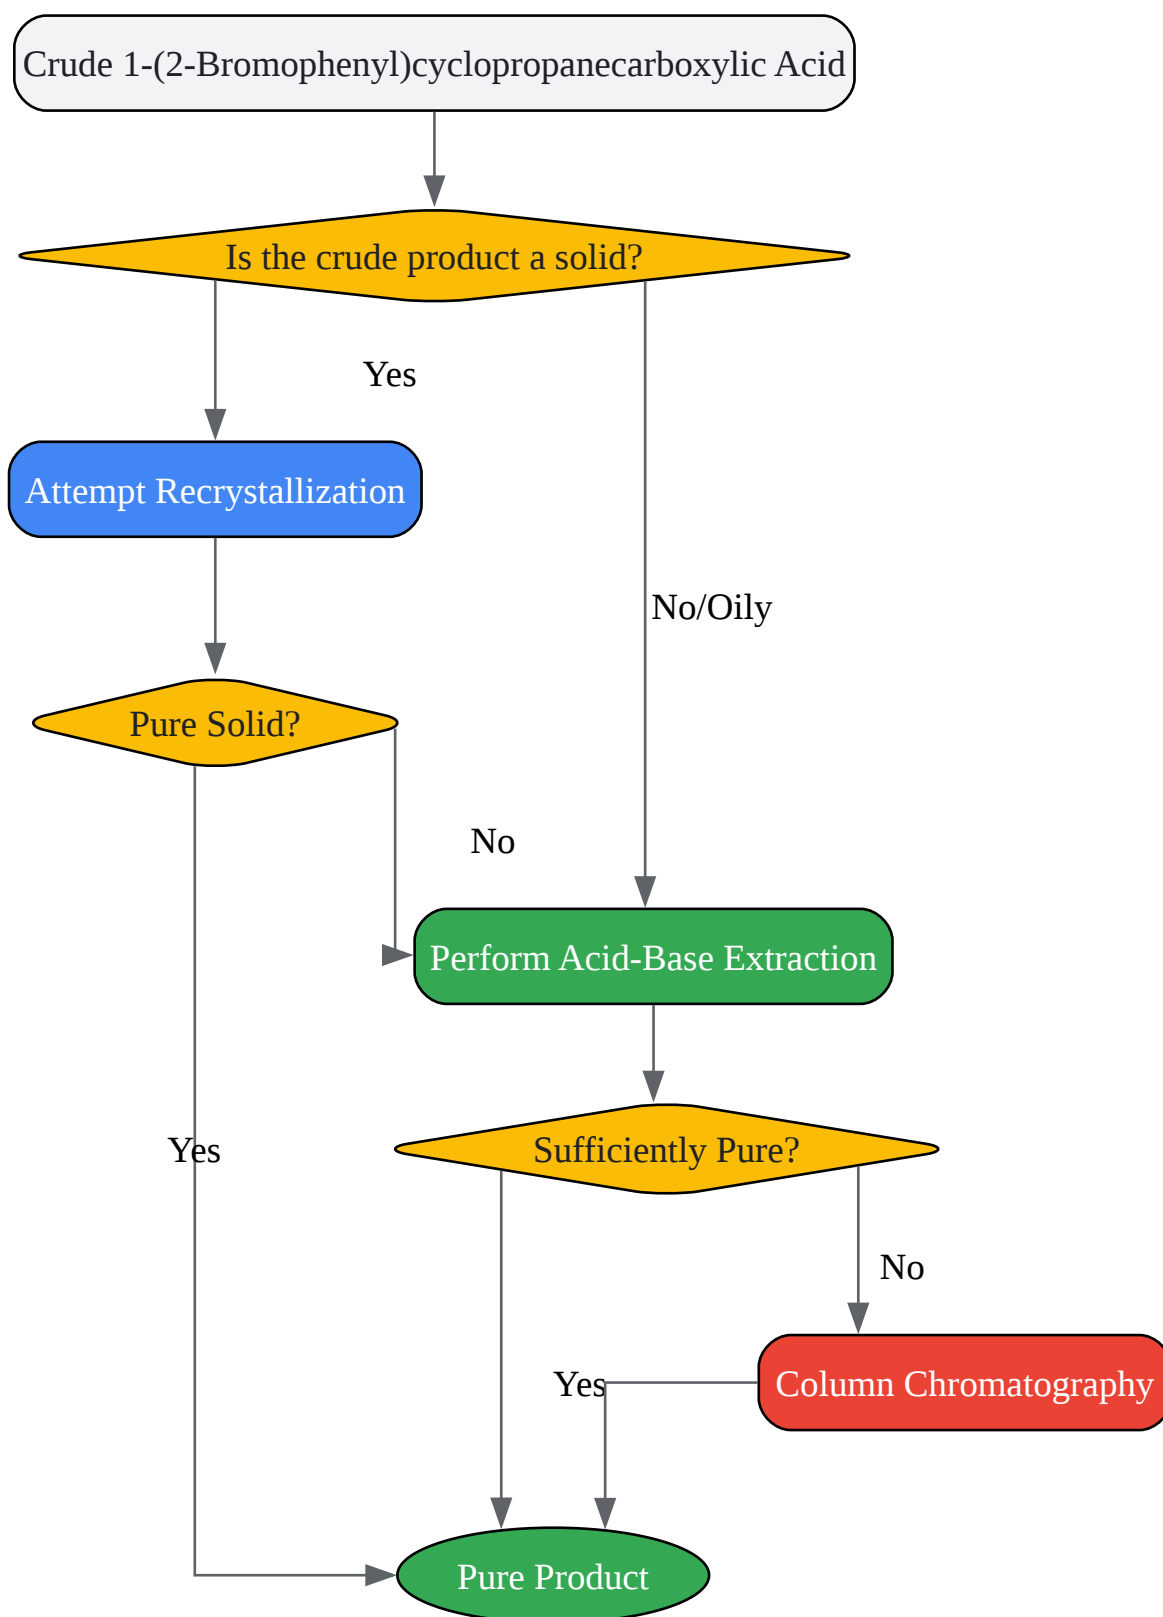 Crude 1-(2-Bromophenyl)cyclopropanecarboxylic Acid
Is the crude product a solid?
Yes
Attempt Recrystallization
No/Oily
Pure Solid?
No
Perform Acid-Base Extraction
Yes
Sufficiently Pure?
No
Yes
Column Chromatography
Pure Product